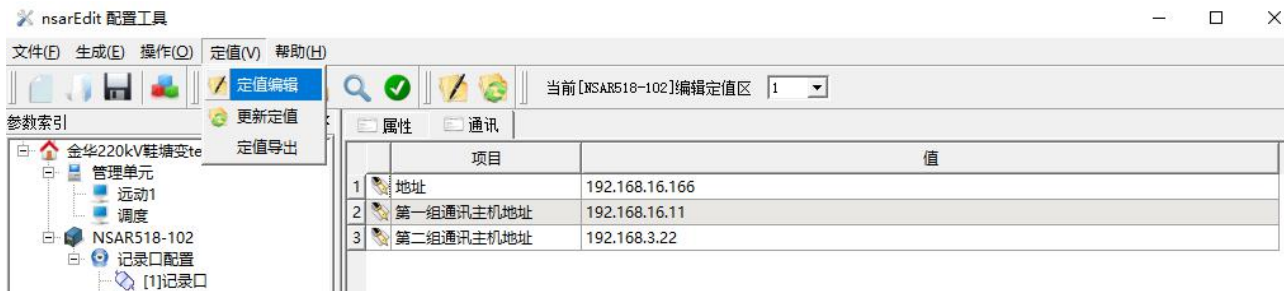 nsarEdit 配置工具
文件(F) 生成(E) 操作(O) 定值(V) 帮助(H)
定值编辑
更新定值
定值导出
当前[NSAR518-102]编辑定值区 1
参数索引
金华220kV鞋塘变te
管理单元
远动1
调度
NSAR518-102
记录口配置
[1]记录口
属性 通讯
项目 值
1 地址 192.168.16.166
2 第一组通讯主机地址 192.168.16.11
3 第二组通讯主机地址 192.168.3.22